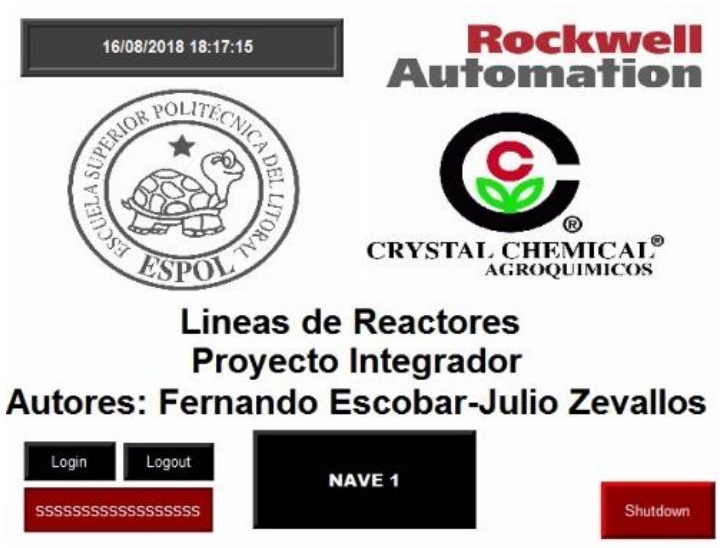 16/08/2018 18:17:15
Rockwell
Automation
ESCUELA SUPERIOR POLITÉCNICA DEL LITORAL
ESPOL
C
C
®
CRYSTAL CHEMICAL®
AGROQUIMICOS
Lineas de Reactores
Proyecto Integrador
Autores: Fernando Escobar-Julio Zevallos
Login
Logout
NAVE 1
SSSSSSSSSSSSSSSSSS
Shutdown